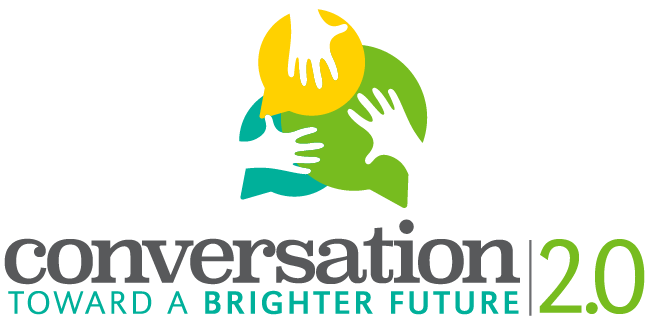 conversation 2.0
TOWARD A BRIGHTER FUTURE